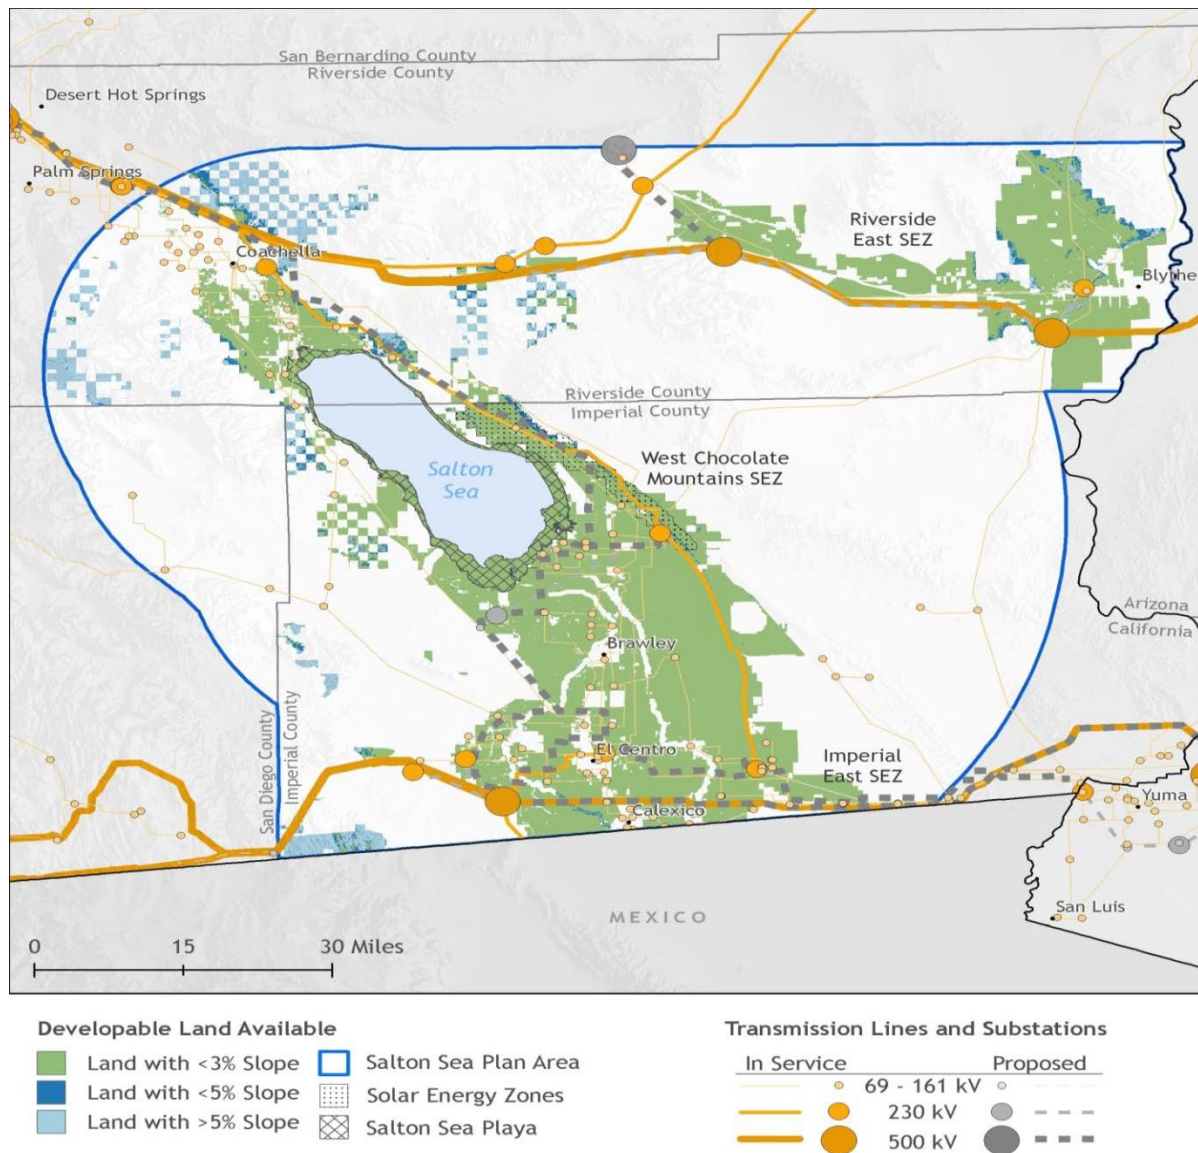 San Bernardino County
Riverside County
Desert Hot Springs
Palm Springs
Coachella
Riverside
East SEZ
Blythe
Riverside County
Imperial County
Salton
Sea
West Chocolate
Mountains SEZ
Arizona
California
Brawley
San Diego County
Imperial County
El Centro
Imperial
East SEZ
Calexico
Yuma
San Luis
MEXICO
0 15 30 Miles
Developable Land Available
Land with <3% Slope
Land with <5% Slope
Land with >5% Slope
Salton Sea Plan Area
Solar Energy Zones
Salton Sea Playa
Transmission Lines and Substations
In Service Proposed
69 - 161 kV
230 kV
500 kV